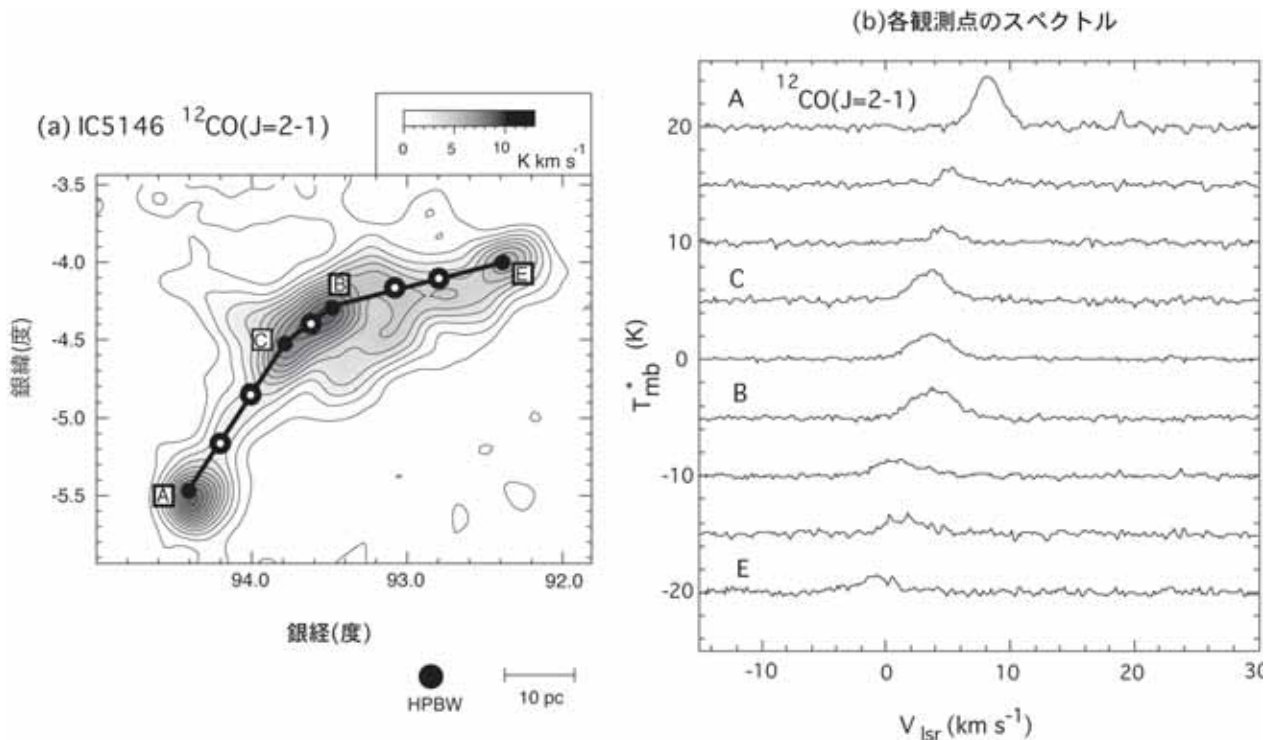 (a) IC5146 ¹²CO(J=2-1)
0 5 10
K km s⁻¹
-3.5
-4.0
-4.5
-5.0
-5.5
銀緯(度)
94.0 93.0 92.0
銀経(度)
A
B
C
E
HPBW
10 pc
(b)各観測点のスペクトル
A ¹²CO(J=2-1)
C
B
E
20
10
0
-10
-20
T*mb (K)
-10 0 10 20 30
V lsr (km s⁻¹)